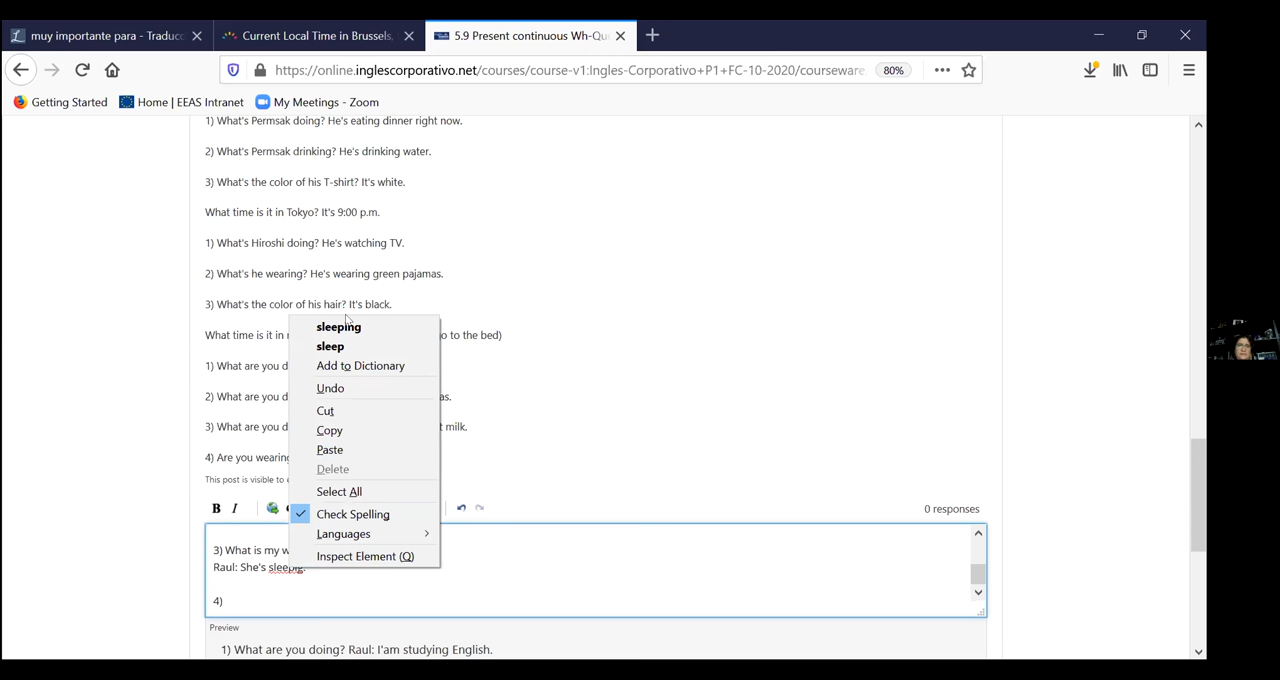 muy importante para - Traducc
Current Local Time in Brussels,
5.9 Present continuous Wh-Qu
https://online.inglescorporativo.net/courses/course-v1:Ingles-Corporativo+P1+FC-10-2020/courseware
80%
Getting Started
Home | EEAS Intranet
My Meetings - Zoom
1) What's Permsak doing? He's eating dinner right now.
2) What's Permsak drinking? He's drinking water.
3) What's the color of his T-shirt? It's white.
What time is it in Tokyo? It's 9:00 p.m.
1) What's Hiroshi doing? He's watching TV.
2) What's he wearing? He's wearing green pajamas.
3) What's the color of his hair? It's black.
What time is it in
o to the bed)
1) What are you d
2) What are you d
as.
3) What are you d
t milk.
4) Are you wearing
This post is visible to
sleeping
sleep
Add to Dictionary
Undo
Cut
Copy
Paste
Delete
Select All
Check Spelling
Languages
Inspect Element (Q)
B I
0 responses
3) What is my w
Raul: She's sleepig.
4)
Preview
1) What are you doing? Raul: I'am studying English.